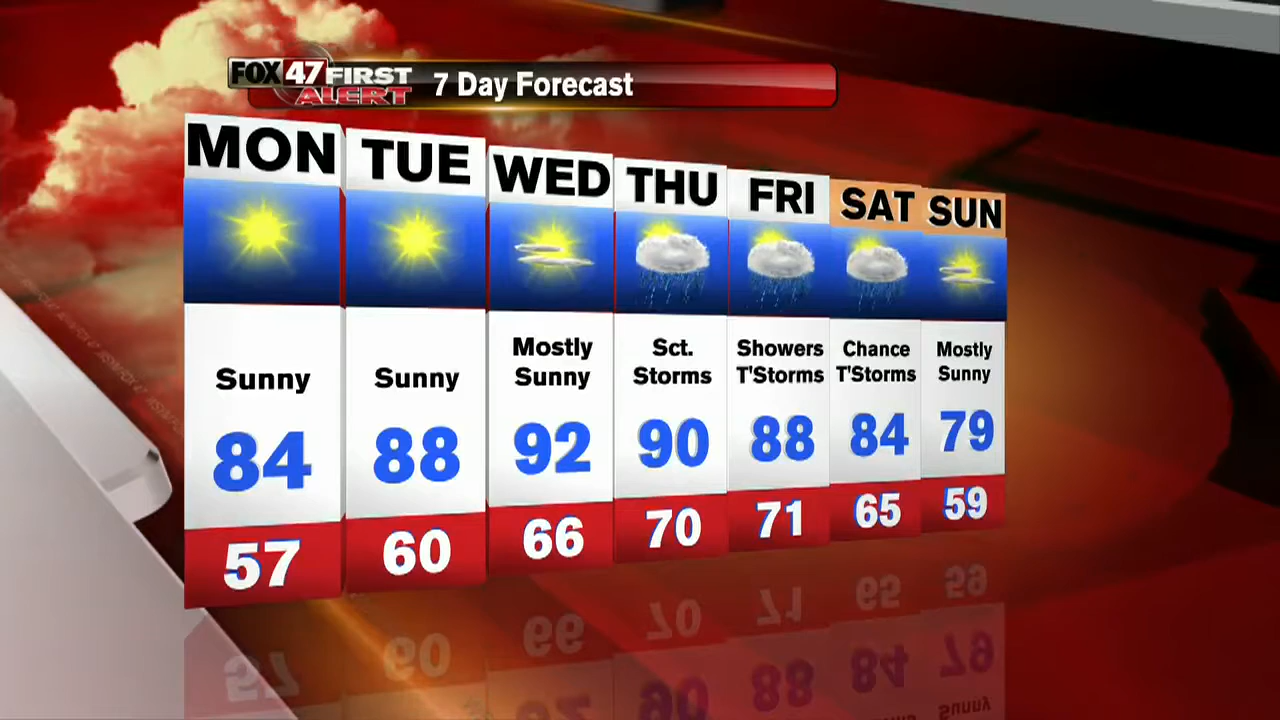 FOX 47 FIRST ALERT
7 Day Forecast
MON TUE WED THU FRI SAT SUN
Sunny
84
57
Sunny
88
60
Mostly
Sunny
92
66
Sct.
Storms
90
70
Showers
T'Storms
88
71
Chance
T'Storms
84
65
Mostly
Sunny
79
59